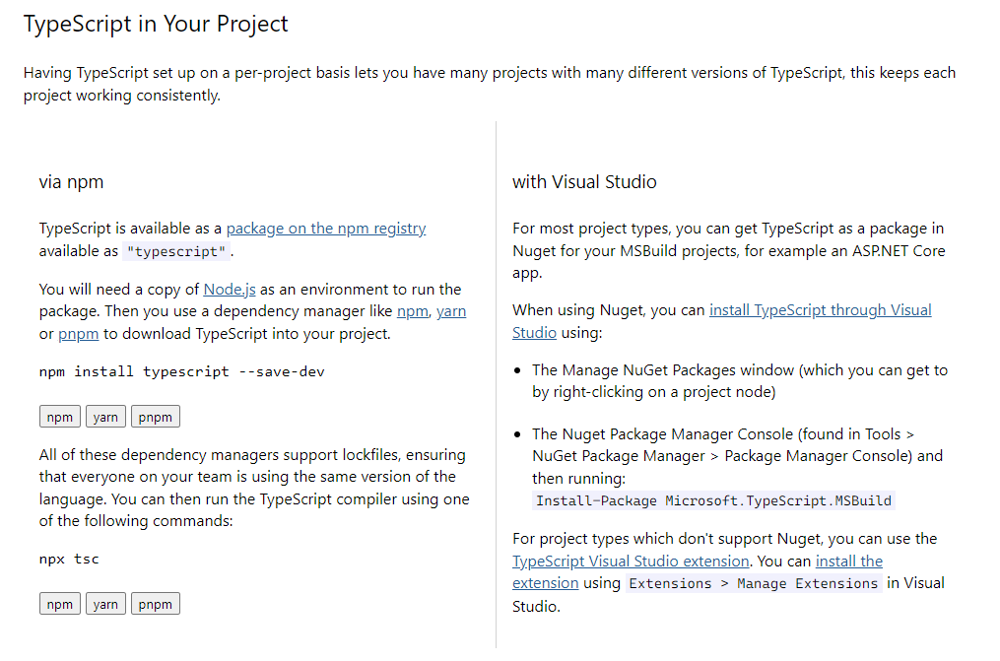 TypeScript in Your Project
Having TypeScript set up on a per-project basis lets you have many projects with many different versions of TypeScript, this keeps each
project working consistently.
via npm
TypeScript is available as a package on the npm registry
available as "typescript".
You will need a copy of Node.js as an environment to run the
package. Then you use a dependency manager like npm, yarn
or pnpm to download TypeScript into your project.
npm install typescript --save-dev
npm yarn pnpm
All of these dependency managers support lockfiles, ensuring
that everyone on your team is using the same version of the
language. You can then run the TypeScript compiler using one
of the following commands:
npx tsc
npm yarn pnpm
with Visual Studio
For most project types, you can get TypeScript as a package in
Nuget for your MSBuild projects, for example an ASP.NET Core
app.
When using Nuget, you can install TypeScript through Visual
Studio using:
• The Manage NuGet Packages window (which you can get to
by right-clicking on a project node)
• The Nuget Package Manager Console (found in Tools >
NuGet Package Manager > Package Manager Console) and
then running:
Install-Package Microsoft.TypeScript.MSBuild
For project types which don't support Nuget, you can use the
TypeScript Visual Studio extension. You can install the
extension using Extensions > Manage Extensions in Visual
Studio.